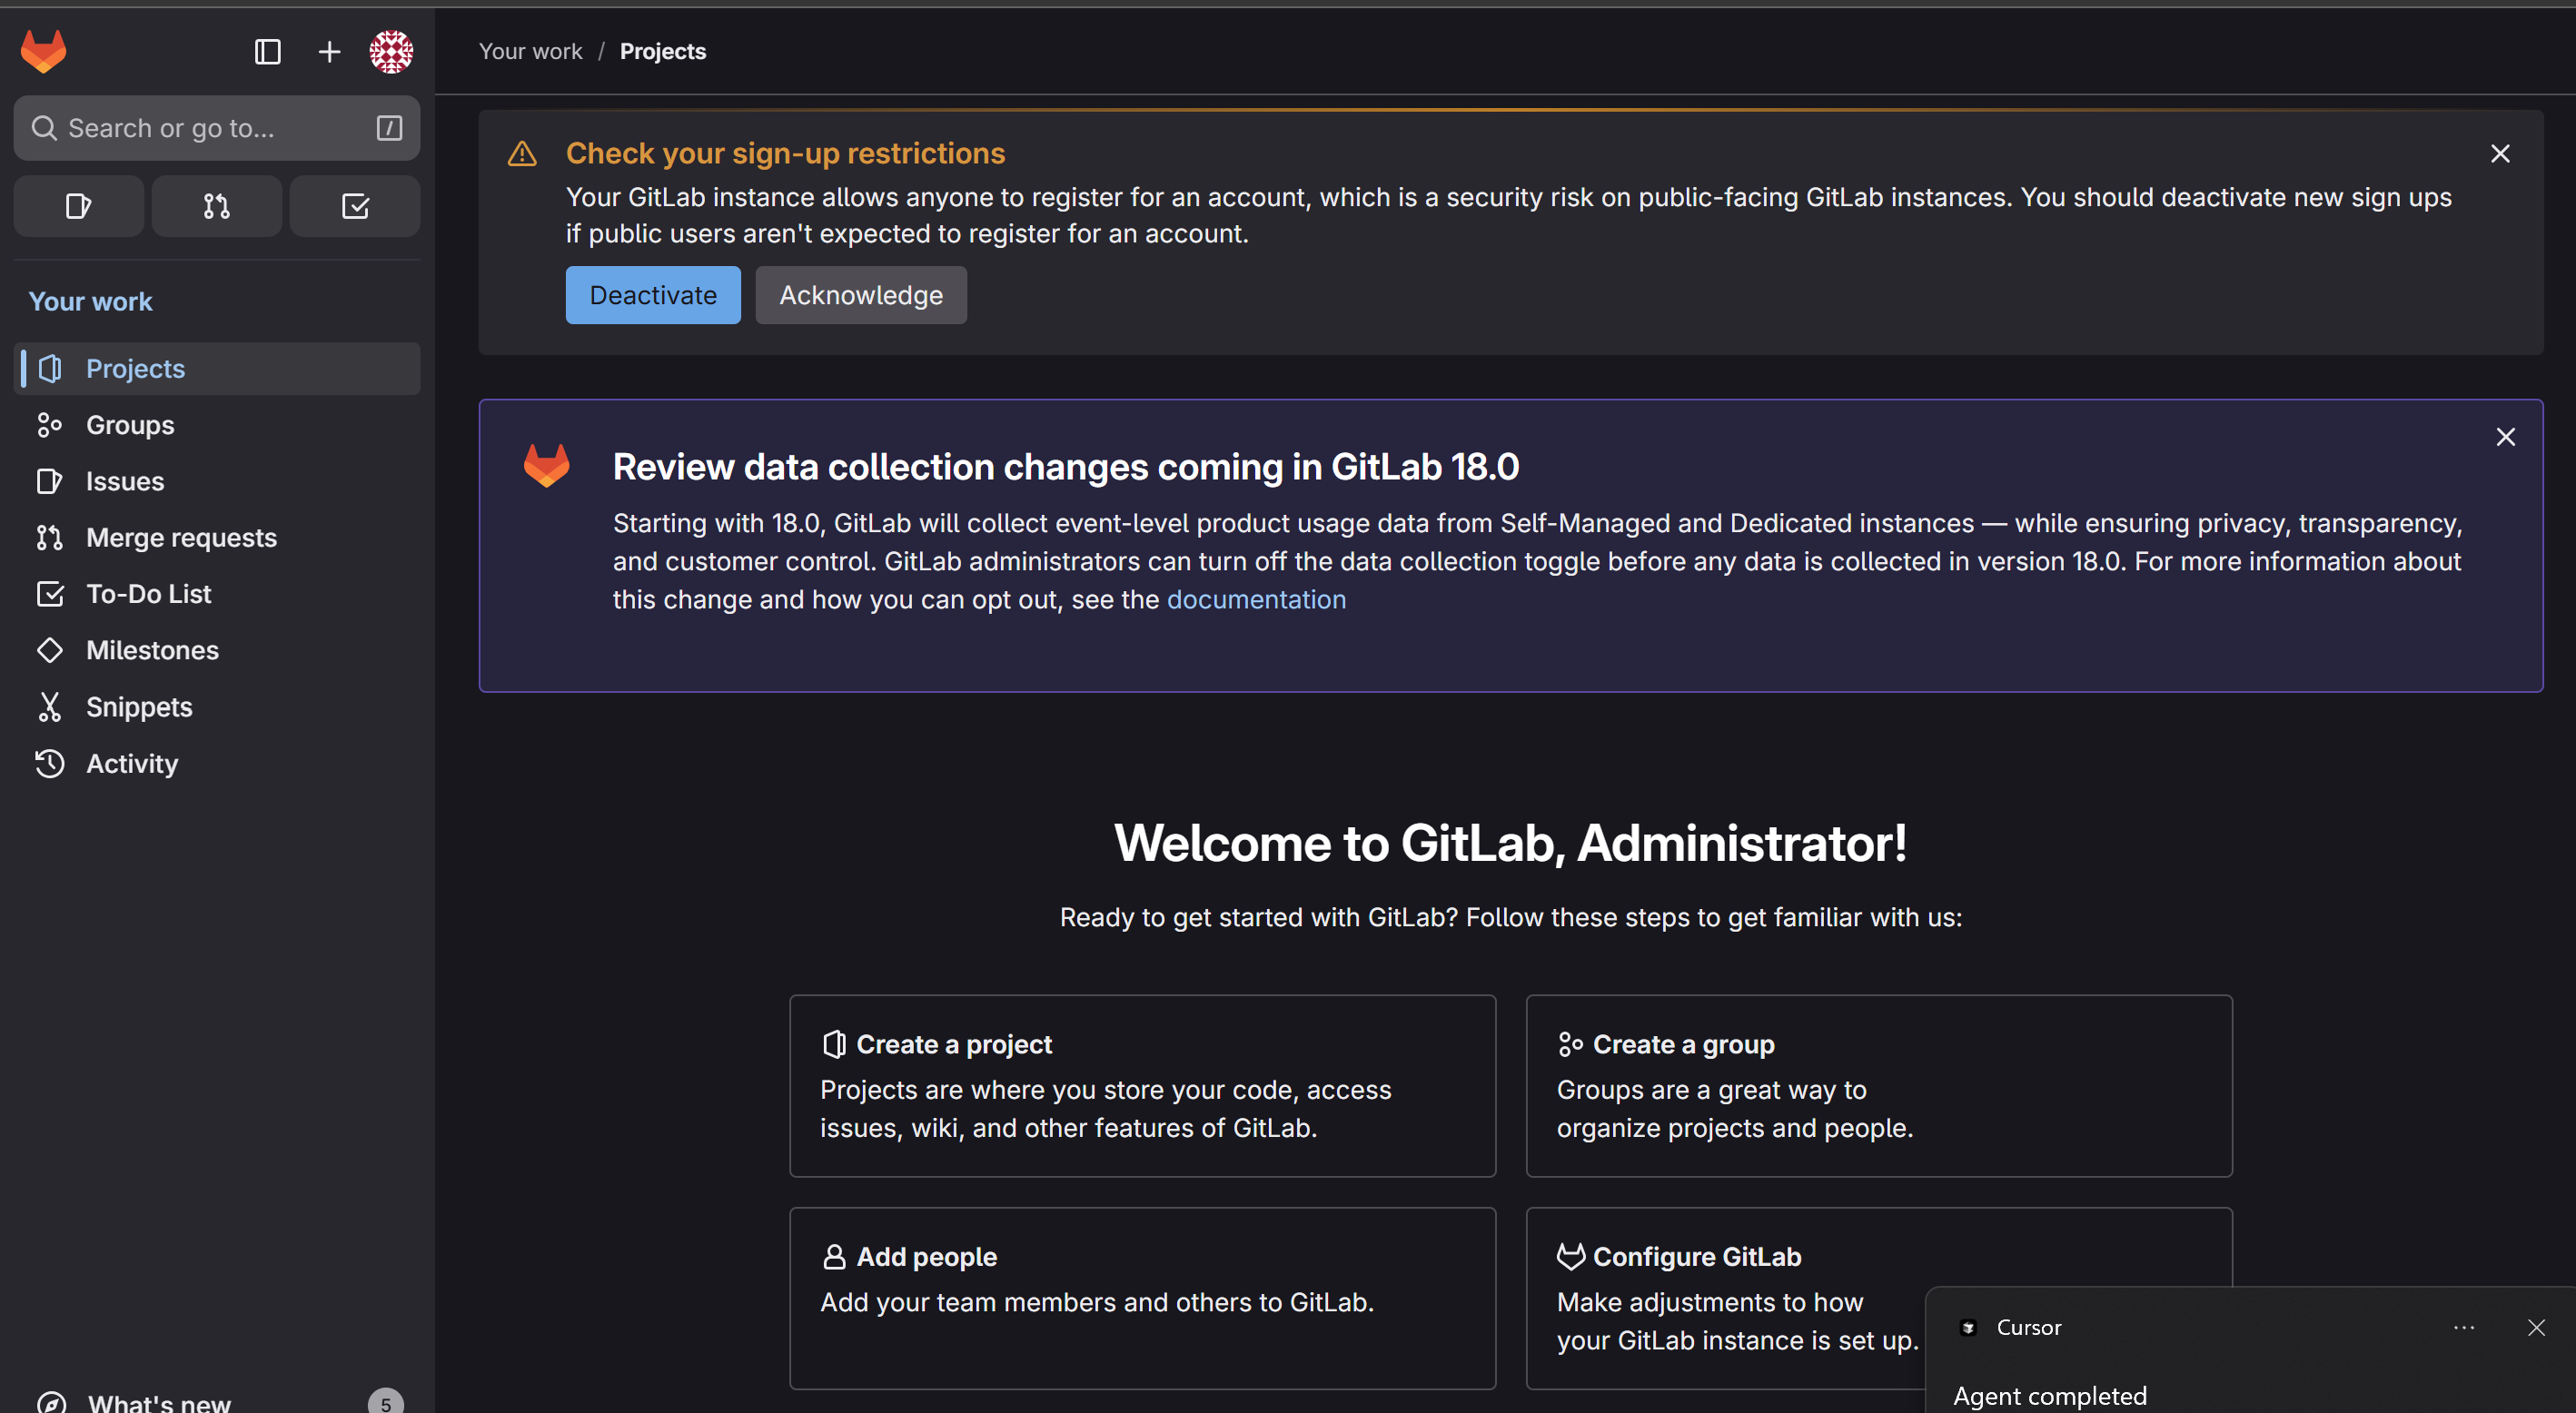 Your work / Projects
Search or go to... /
Your work
Projects
Groups
Issues
Merge requests
To-Do List
Milestones
Snippets
Activity
What's new 5
Check your sign-up restrictions
Your GitLab instance allows anyone to register for an account, which is a security risk on public-facing GitLab instances. You should deactivate new sign ups
if public users aren't expected to register for an account.
Deactivate Acknowledge
Review data collection changes coming in GitLab 18.0
Starting with 18.0, GitLab will collect event-level product usage data from Self-Managed and Dedicated instances — while ensuring privacy, transparency,
and customer control. GitLab administrators can turn off the data collection toggle before any data is collected in version 18.0. For more information about
this change and how you can opt out, see the documentation
Welcome to GitLab, Administrator!
Ready to get started with GitLab? Follow these steps to get familiar with us:
Create a project
Projects are where you store your code, access
issues, wiki, and other features of GitLab.
Create a group
Groups are a great way to
organize projects and people.
Add people
Add your team members and others to GitLab.
Configure GitLab
Make adjustments to how
your GitLab instance is set up.
Cursor
Agent completed